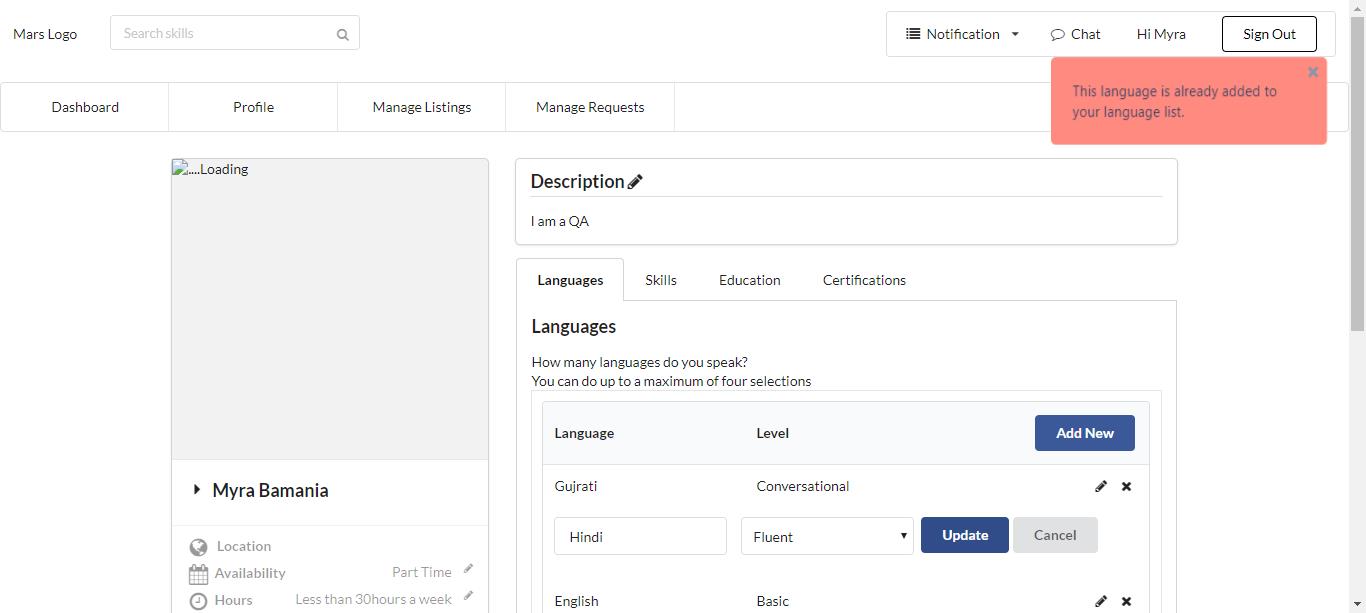 Mars Logo
Search skills
Notification
Chat
Hi Myra
Sign Out
This language is already added to
your language list.
Dashboard
Profile
Manage Listings
Manage Requests
....Loading
Description
I am a QA
Languages
Skills
Education
Certifications
Languages
How many languages do you speak?
You can do up to a maximum of four selections
Language
Level
Add New
Gujrati
Conversational
Hindi
Fluent
Update
Cancel
English
Basic
Myra Bamania
Location
Availability
Part Time
Hours
Less than 30hours a week